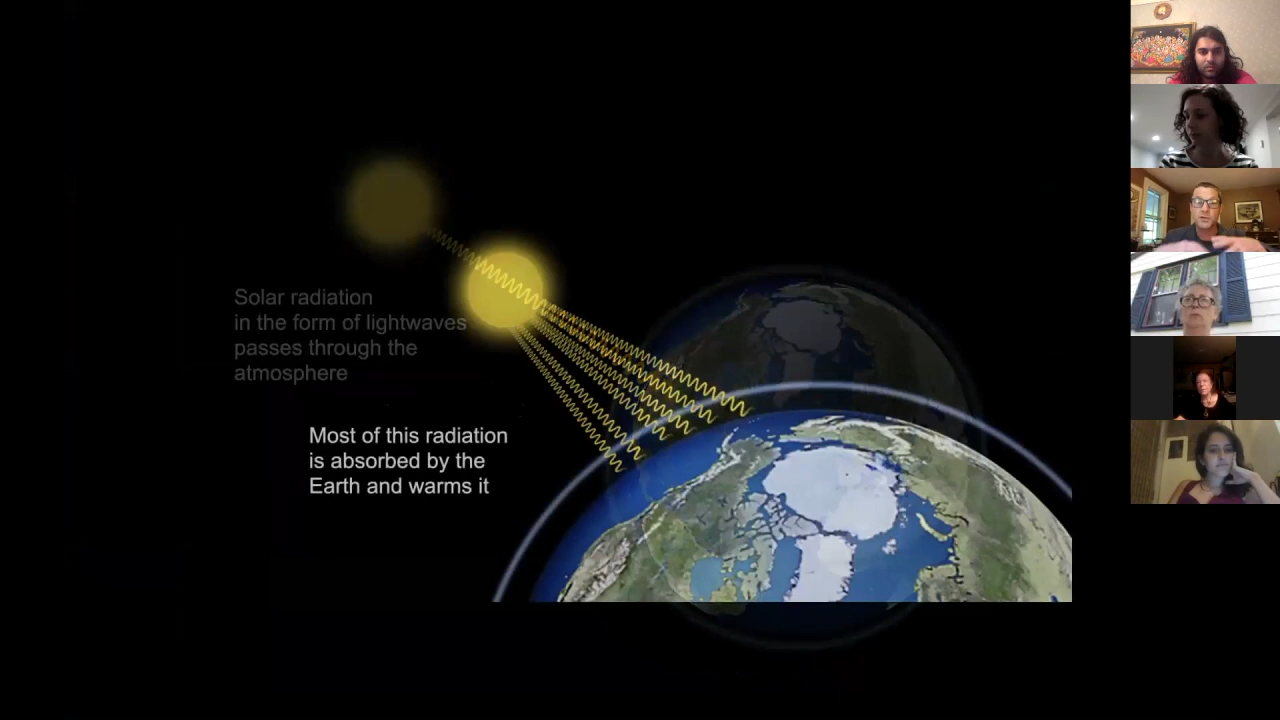 Solar radiation
in the form of lightwaves
passes through the
atmosphere
Most of this radiation
is absorbed by the
Earth and warms it